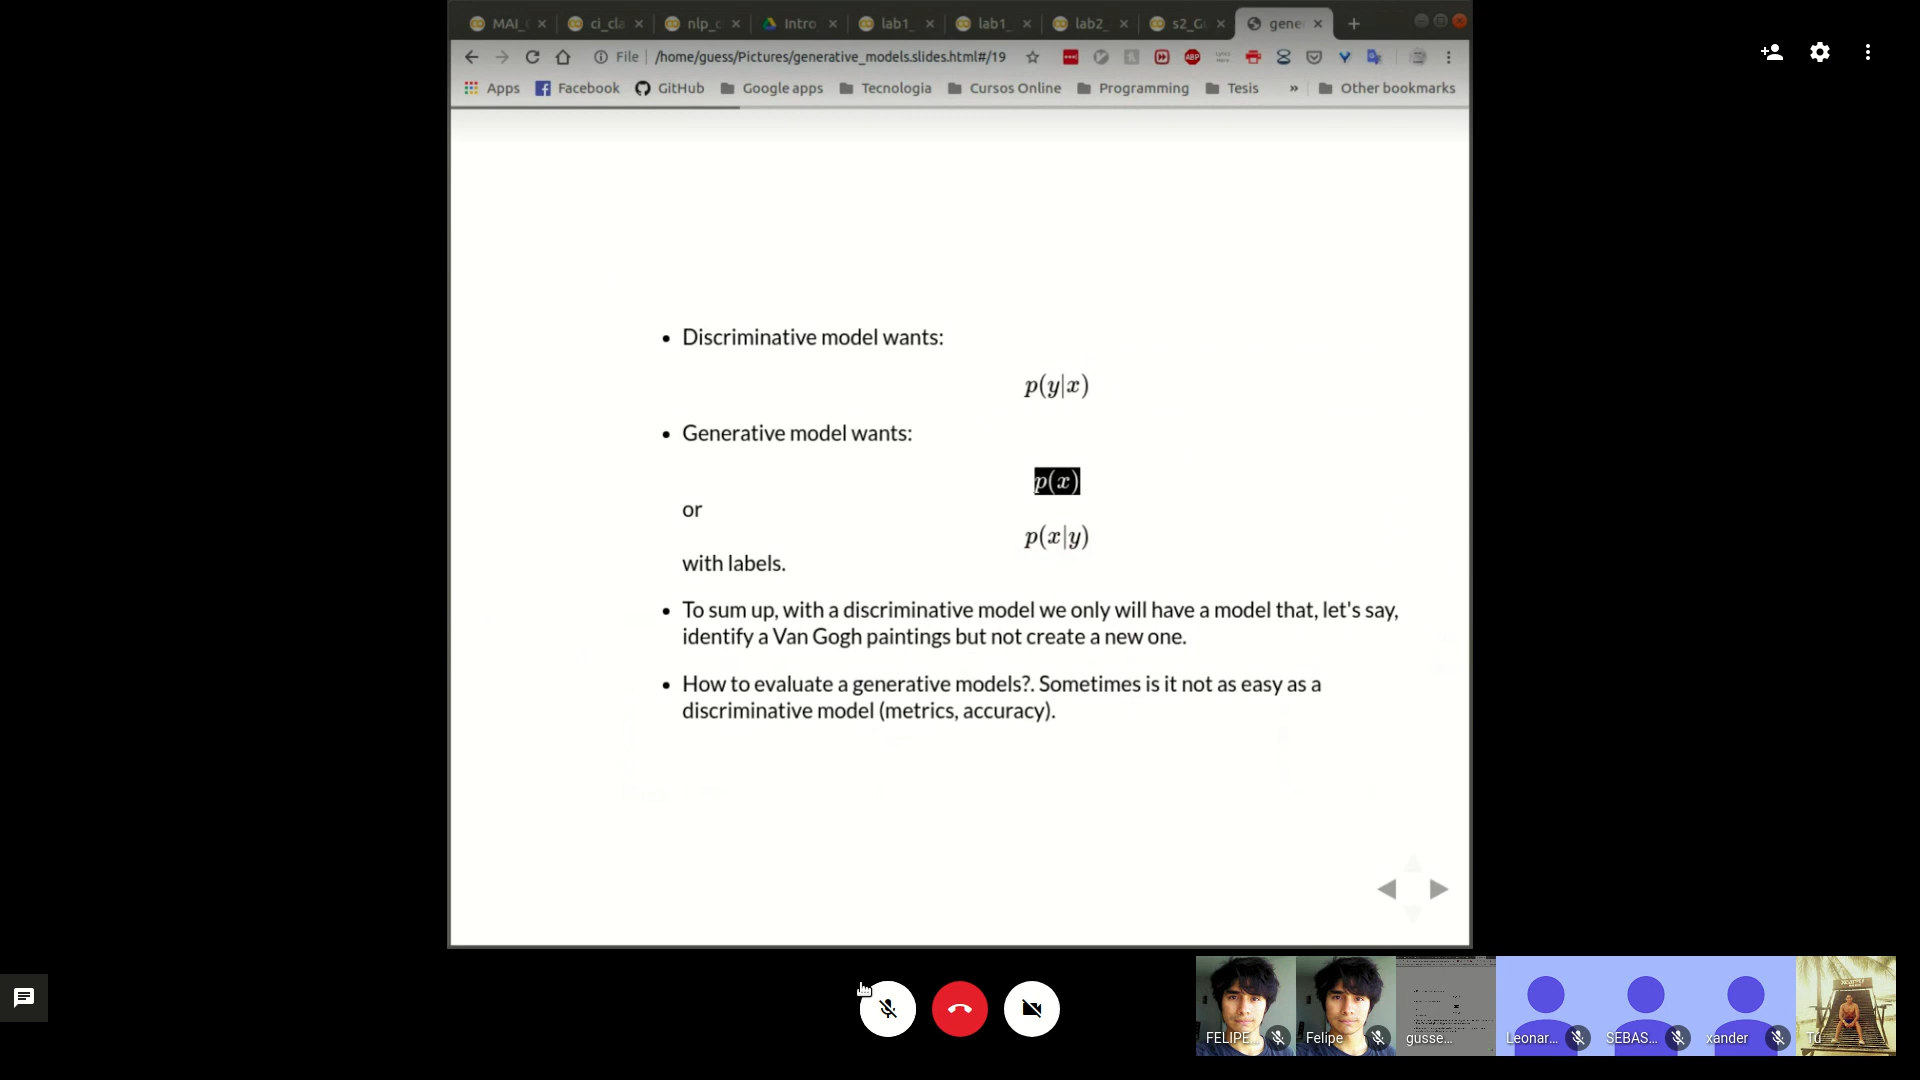 MAI_
ci_cla
nlp_c
Intro
lab1_
lab1_
lab2_
s2_G
gene
File
/home/guess/Pictures/generative_models.slides.html#/19
ABP
Apps
Facebook
GitHub
Google apps
Tecnologia
Cursos Online
Programming
Tesis
»
Other bookmarks
• Discriminative model wants:
p(y|x)
• Generative model wants:
p(x)
or
p(x|y)
with labels.
• To sum up, with a discriminative model we only will have a model that, let's say,
identify a Van Gogh paintings but not create a new one.
• How to evaluate a generative models?. Sometimes is it not as easy as a
discriminative model (metrics, accuracy).
FELIPE...
Felipe
gusse...
Leonar...
SEBAS...
xander
Tú